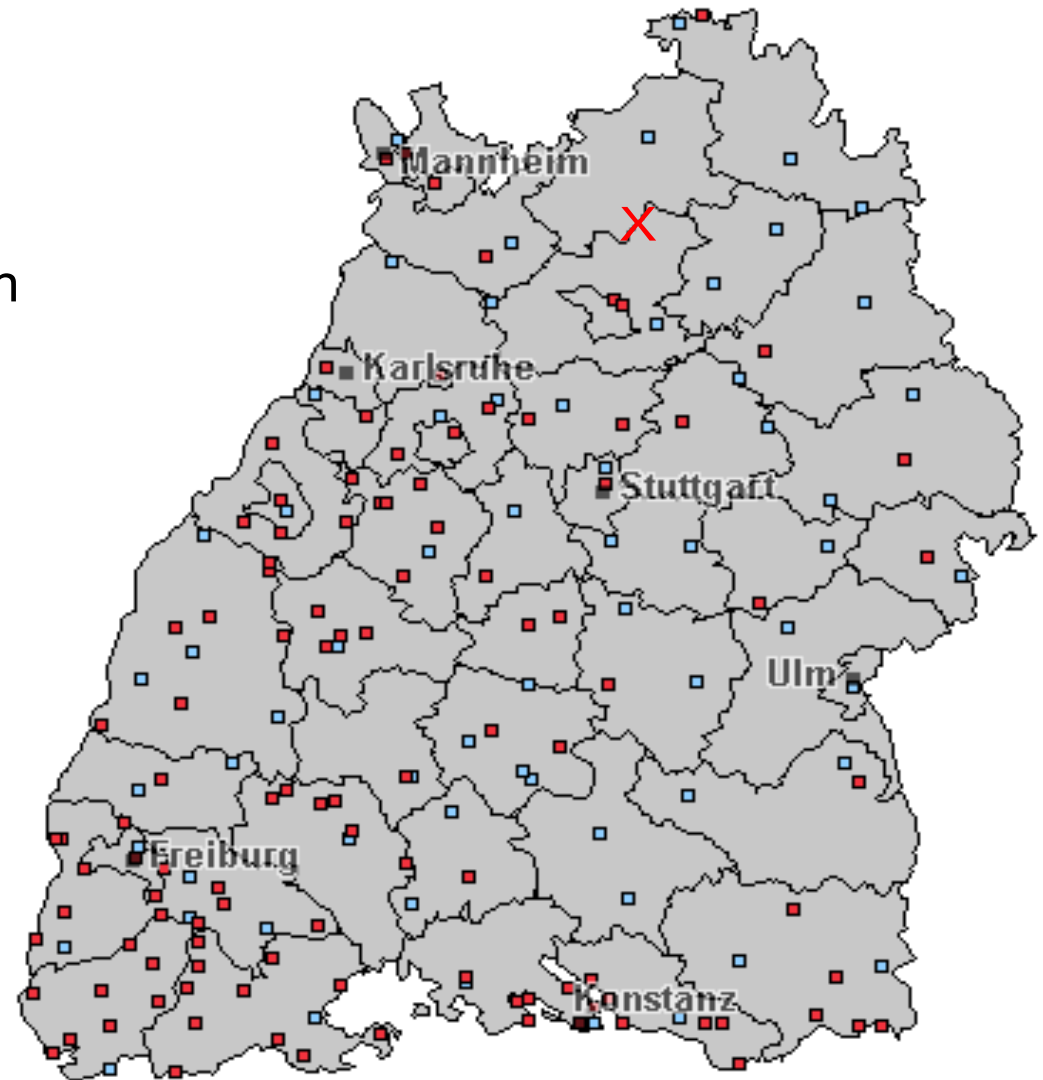 Mannheim
X
n
Karlsruhe
Stuttgart
Ulm
Freiburg
Konstanz